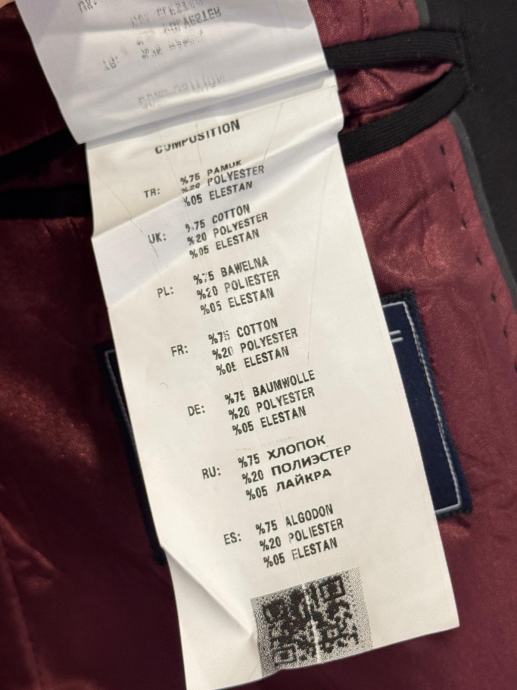 COMPOSITION
TR: %75 PAMUK
%20 POLYESTER
%05 ELESTAN
UK: %75 COTTON
%20 POLYESTER
%05 ELESTAN
PL: %75 BAWELNA
%20 POLIESTER
%05 ELESTAN
FR: %75 COTTON
%20 POLYESTER
%05 ELESTAN
DE: %75 BAUMWOLLE
%20 POLYESTER
%05 ELESTAN
RU: %75 ХЛОПОК
%20 ПОЛИЭСТЕР
%05 ЛАЙКРА
ES: %75 ALGODON
%20 POLIESTER
%05 ELESTAN